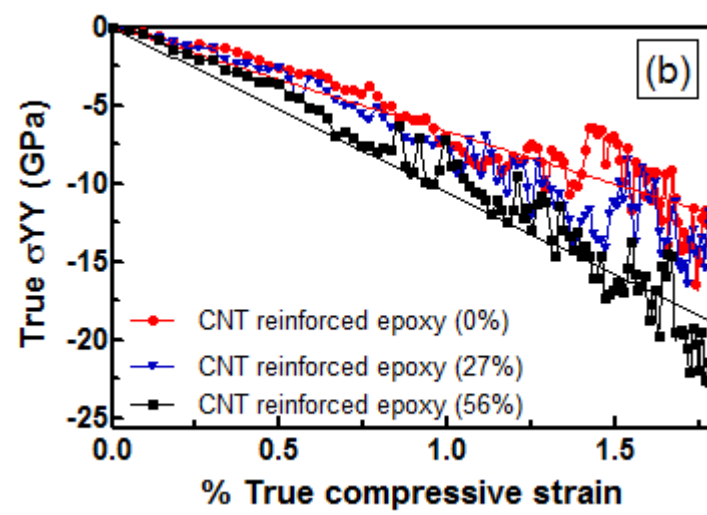 (b)
0
-5
-10
-15
-20
-25
True σYY (GPa)
CNT reinforced epoxy (0%)
CNT reinforced epoxy (27%)
CNT reinforced epoxy (56%)
0.0 0.5 1.0 1.5
% True compressive strain